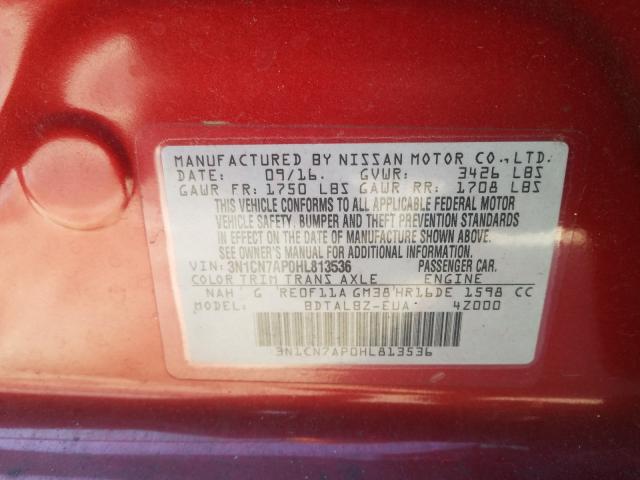 MANUFACTURED BY NISSAN MOTOR CO.,LTD.
DATE: 09/16. GVWR: 3426 LBS
GAWR FR: 1750 LBS GAWR RR: 1708 LBS
THIS VEHICLE CONFORMS TO ALL APPLICABLE FEDERAL MOTOR
VEHICLE SAFETY, BUMPER AND THEFT PREVENTION STANDARDS
IN EFFECT ON THE DATE OF MANUFACTURE SHOWN ABOVE.
SEE OWNER'S MANUAL FOR ADDITIONAL INFORMATION.
VIN: 3N1CN7AP0HL813536 PASSENGER CAR.
COLOR TRIM TRANS AXLE ENGINE
NAH G RE0F11A GM38 HR16DE 1598 CC
BDTALBZ-EUA 4Z000
3N1CN7AP0HL813536